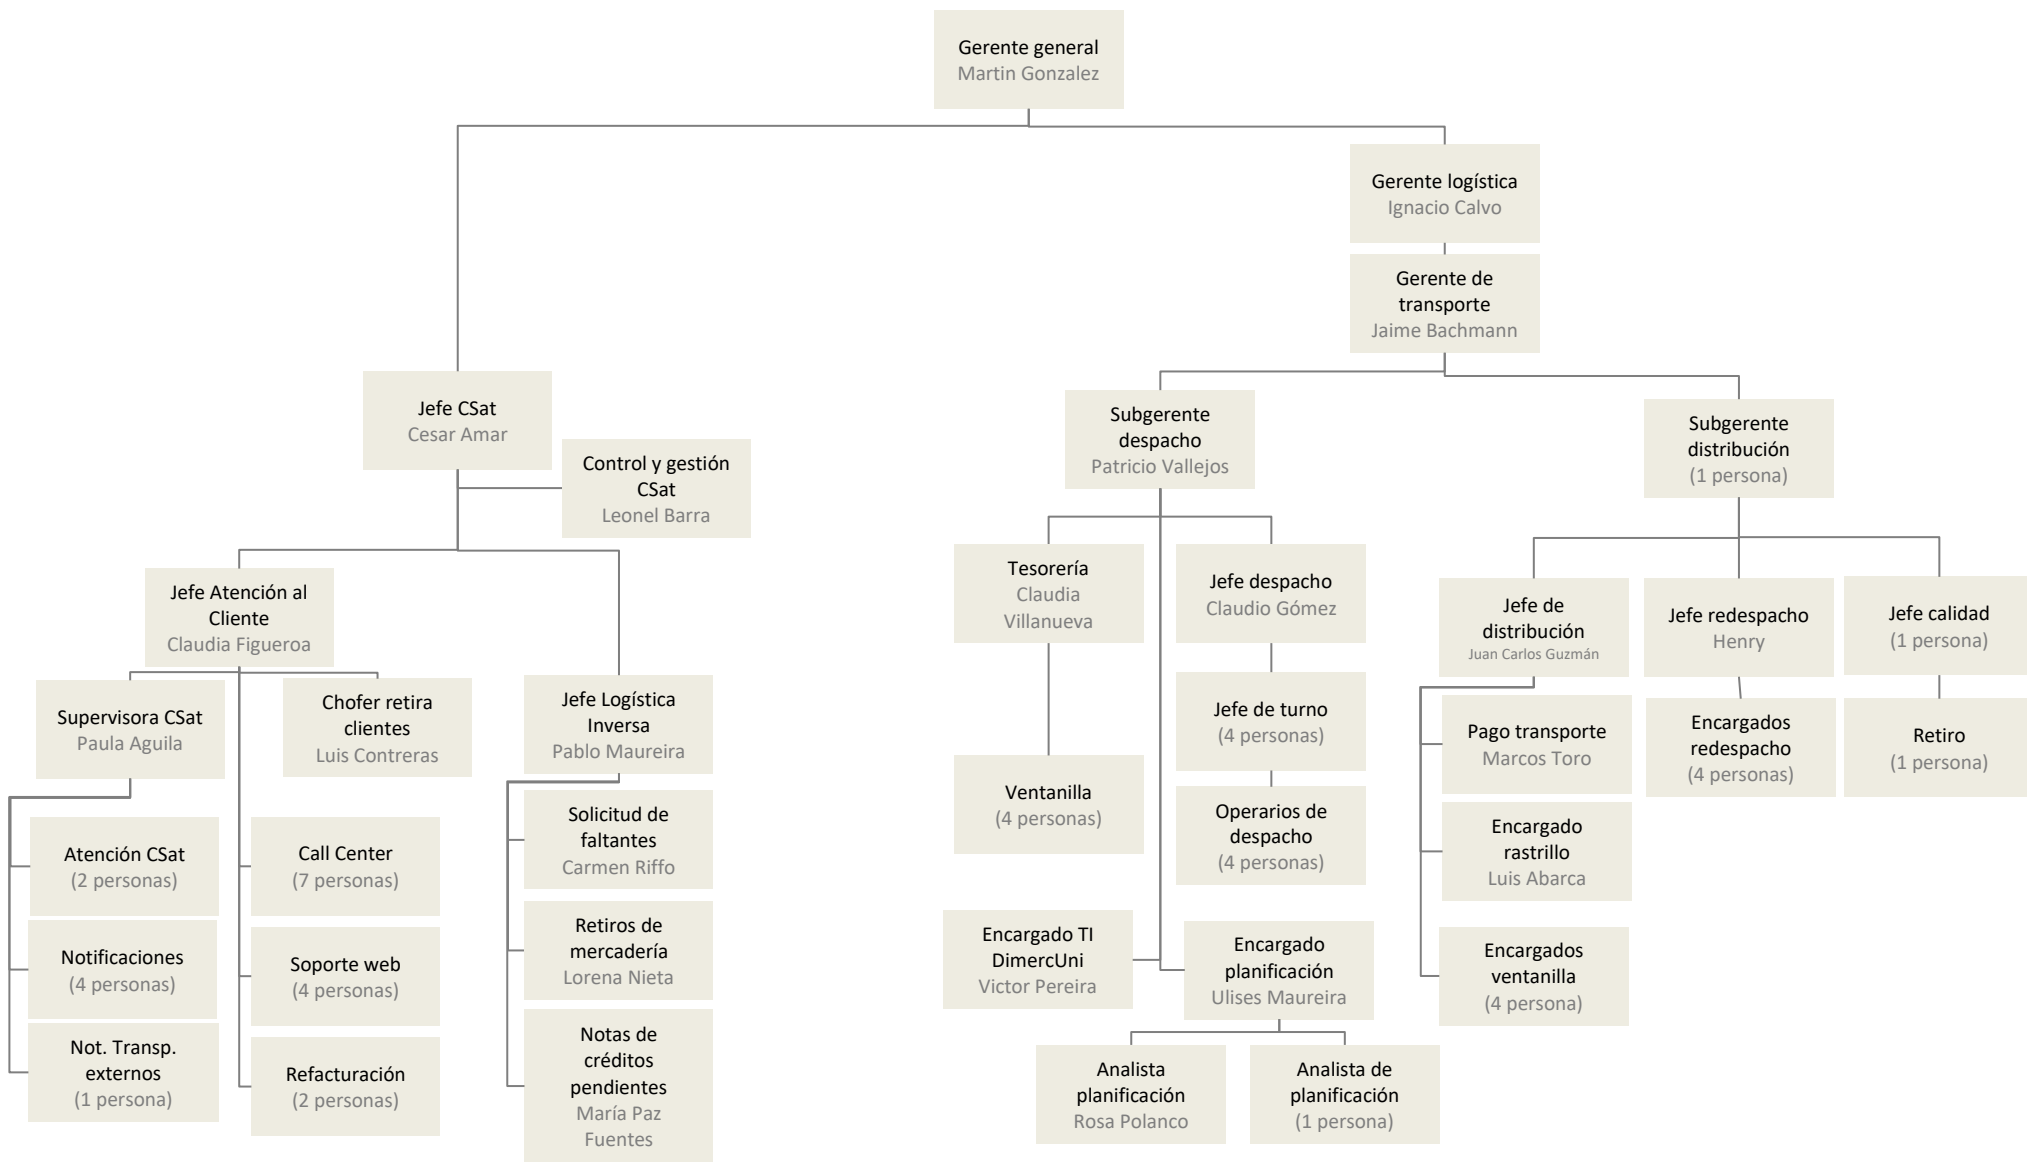 Gerente general
Martin Gonzalez
Gerente logística
Ignacio Calvo
Gerente de
transporte
Jaime Bachmann
Jefe CSat
Cesar Amar
Control y gestión
CSat
Leonel Barra
Subgerente
despacho
Patricio Vallejos
Subgerente
distribución
(1 persona)
Jefe Atención al
Cliente
Claudia Figueroa
Supervisora CSat
Paula Aguila
Chofer retira
clientes
Luis Contreras
Jefe Logística
Inversa
Pablo Maureira
Atención CSat
(2 personas)
Notificaciones
(4 personas)
Not. Transp.
externos
(1 persona)
Call Center
(7 personas)
Soporte web
(4 personas)
Refacturación
(2 personas)
Solicitud de
faltantes
Carmen Riffo
Retiros de
mercadería
Lorena Nieta
Notas de
créditos
pendientes
María Paz
Fuentes
Tesorería
Claudia
Villanueva
Jefe despacho
Claudio Gómez
Ventanilla
(4 personas)
Jefe de turno
(4 personas)
Operarios de
despacho
(4 personas)
Encargado TI
DimercUni
Victor Pereira
Encargado
planificación
Ulises Maureira
Analista
planificación
Rosa Polanco
Analista de
planificación
(1 persona)
Jefe de
distribución
Juan Carlos Guzmán
Jefe redespacho
Henry
Jefe calidad
(1 persona)
Pago transporte
Marcos Toro
Encargado
rastrillo
Luis Abarca
Encargados
ventanilla
(4 persona)
Encargados
redespacho
(4 personas)
Retiro
(1 persona)